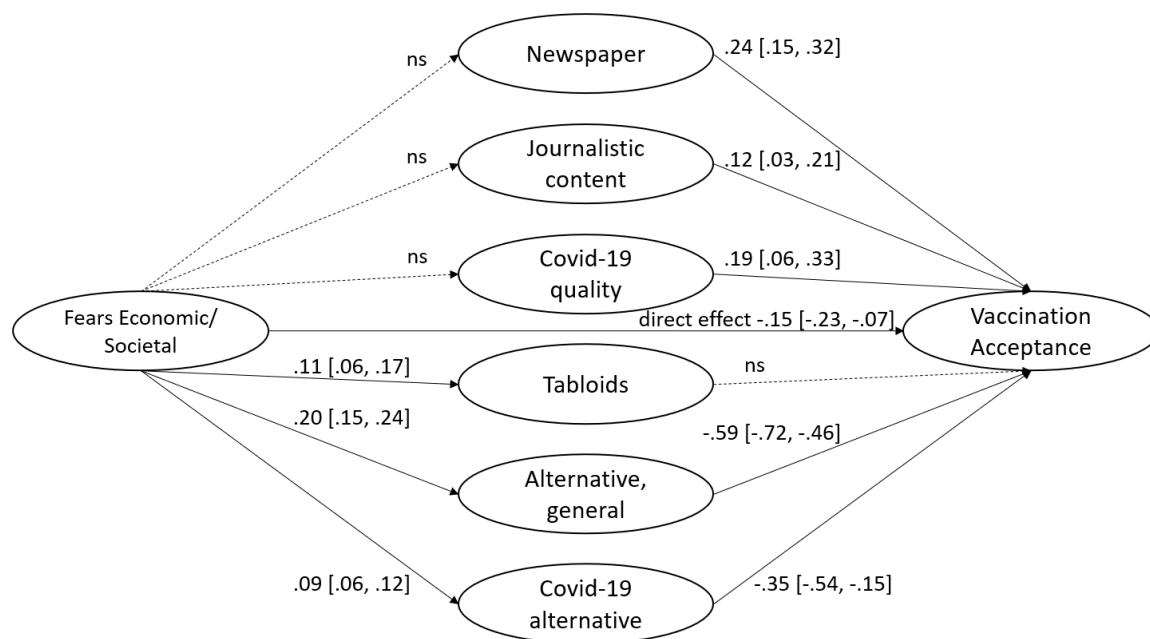 Newspaper
.24 [.15, .32]
ns
Journalistic
content
.12 [.03, .21]
ns
Covid-19
quality
.19 [.06, .33]
ns
Fears Economic/
Societal
direct effect -.15 [-.23, -.07]
Vaccination
Acceptance
.11 [.06, .17]
Tabloids
ns
.20 [.15, .24]
Alternative,
general
-.59 [-.72, -.46]
.09 [.06, .12]
Covid-19
alternative
-.35 [-.54, -.15]